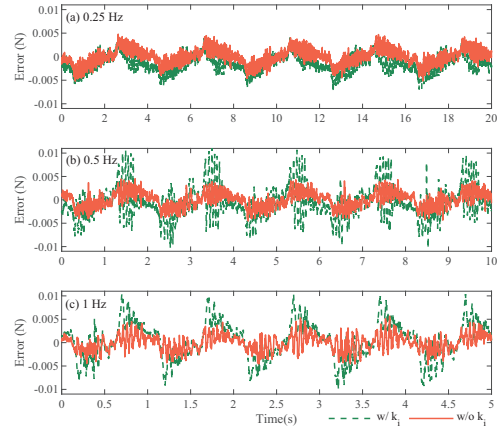 0.01
(a) 0.25 Hz
0.005
0
-0.005
-0.01
Error (N)
0 2 4 6 8 10 12 14 16 18 20
0.01
(b) 0.5 Hz
0.005
0
-0.005
-0.01
Error (N)
0 1 2 3 4 5 6 7 8 9 10
0.01
(c) 1 Hz
0.005
0
-0.005
-0.01
Error (N)
0 0.5 1 1.5 2 2.5 3 3.5 4 4.5 5
Time(s)
w/ k_i w/o k_i